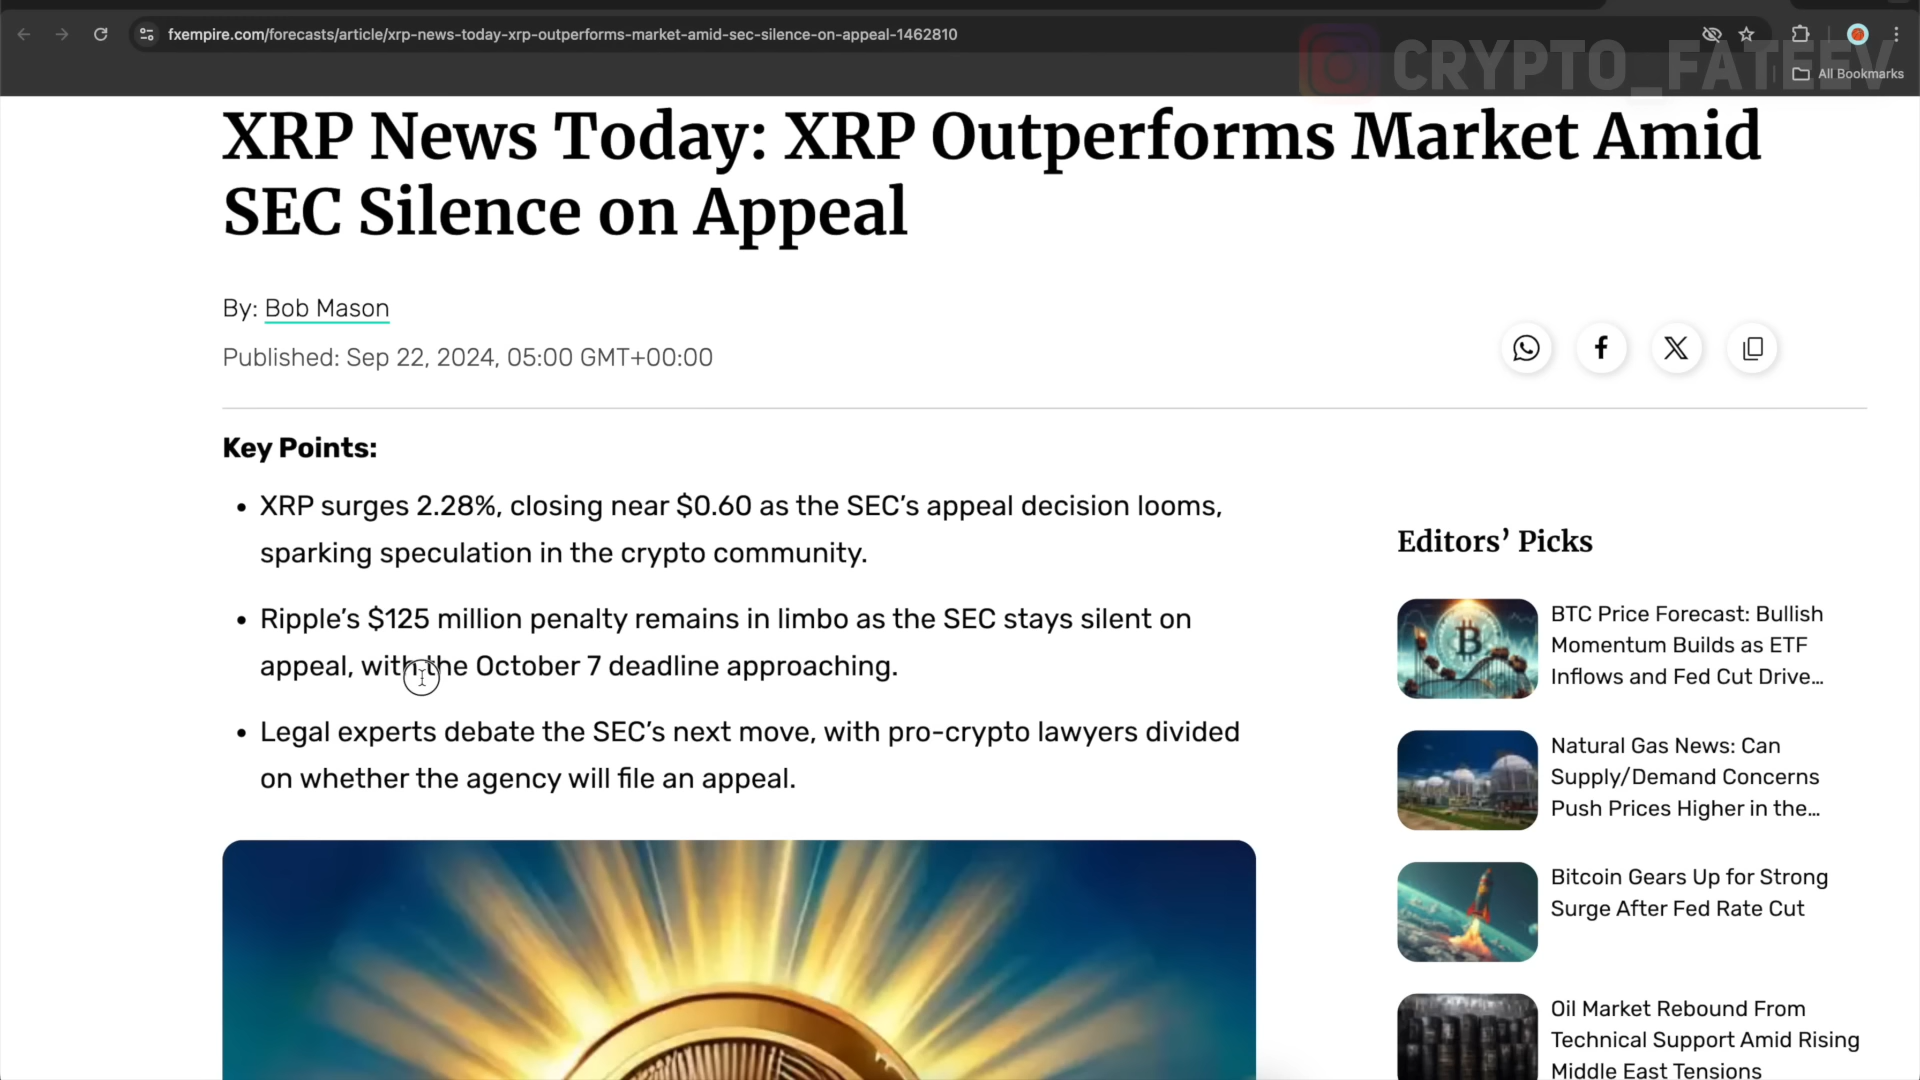 fxempire.com/forecasts/article/xrp-news-today-xrp-outperforms-market-amid-sec-silence-on-appeal-1462810
CRYPTO_FATEEV
All Bookmarks
XRP News Today: XRP Outperforms Market Amid
SEC Silence on Appeal
By: Bob Mason
Published: Sep 22, 2024, 05:00 GMT+00:00
Key Points:
• XRP surges 2.28%, closing near $0.60 as the SEC’s appeal decision looms,
sparking speculation in the crypto community.
• Ripple’s $125 million penalty remains in limbo as the SEC stays silent on
appeal, with the October 7 deadline approaching.
• Legal experts debate the SEC’s next move, with pro-crypto lawyers divided
on whether the agency will file an appeal.
Editors’ Picks
BTC Price Forecast: Bullish
Momentum Builds as ETF
Inflows and Fed Cut Drive…
Natural Gas News: Can
Supply/Demand Concerns
Push Prices Higher in the…
Bitcoin Gears Up for Strong
Surge After Fed Rate Cut
Oil Market Rebound From
Technical Support Amid Rising
Middle East Tensions